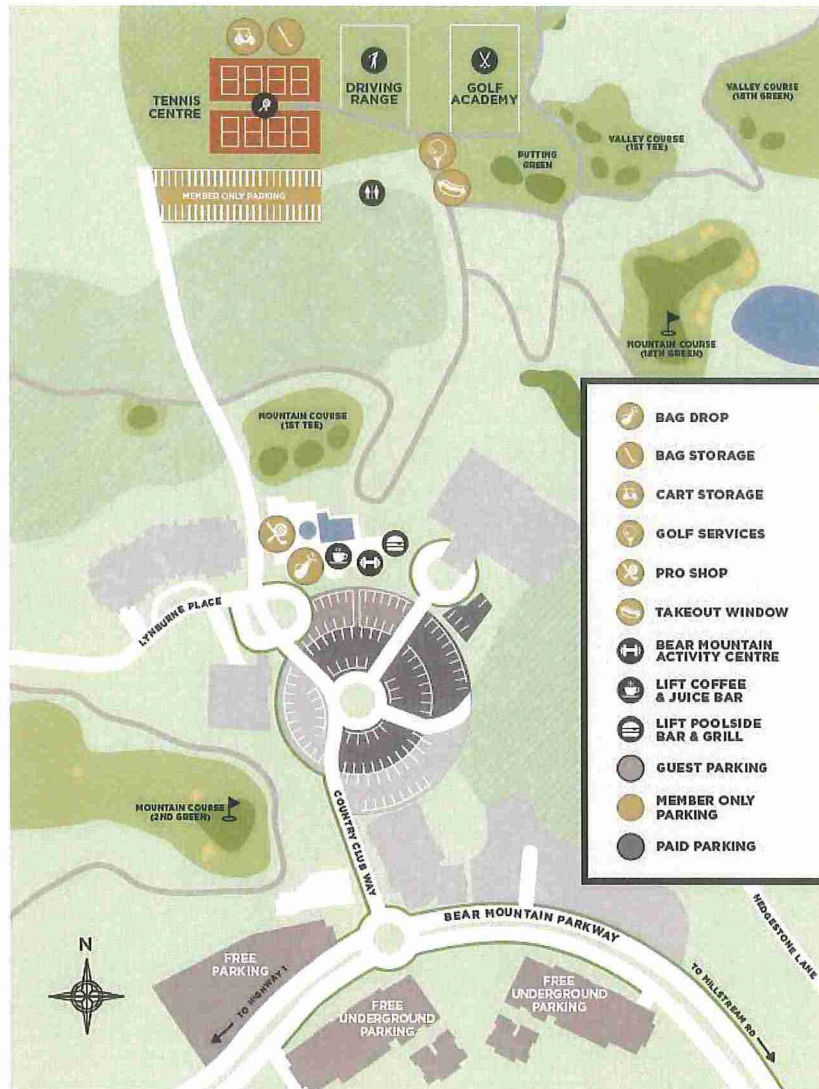 TENNIS
CENTRE
DRIVING
RANGE
GOLF
ACADEMY
VALLEY COURSE
(18TH GREEN)
VALLEY COURSE
(1ST TEE)
PUTTING
GREEN
MEMBER ONLY PARKING
MOUNTAIN COURSE
(18TH GREEN)
MOUNTAIN COURSE
(1ST TEE)
BAG DROP
BAG STORAGE
CART STORAGE
GOLF SERVICES
PRO SHOP
TAKEOUT WINDOW
BEAR MOUNTAIN
ACTIVITY CENTRE
LIFT COFFEE
& JUICE BAR
LIFT POOLSIDE
BAR & GRILL
GUEST PARKING
MEMBER ONLY
PARKING
PAID PARKING
LYNBURNE PLACE
MOUNTAIN COURSE
(2ND GREEN)
COUNTRY CLUB WAY
BEAR MOUNTAIN PARKWAY
HEDGESTONE LANE
N
FREE
PARKING
TO HIGHWAY 1
FREE
UNDERGROUND
PARKING
FREE
UNDERGROUND
PARKING
TO MILLSTREAM RD